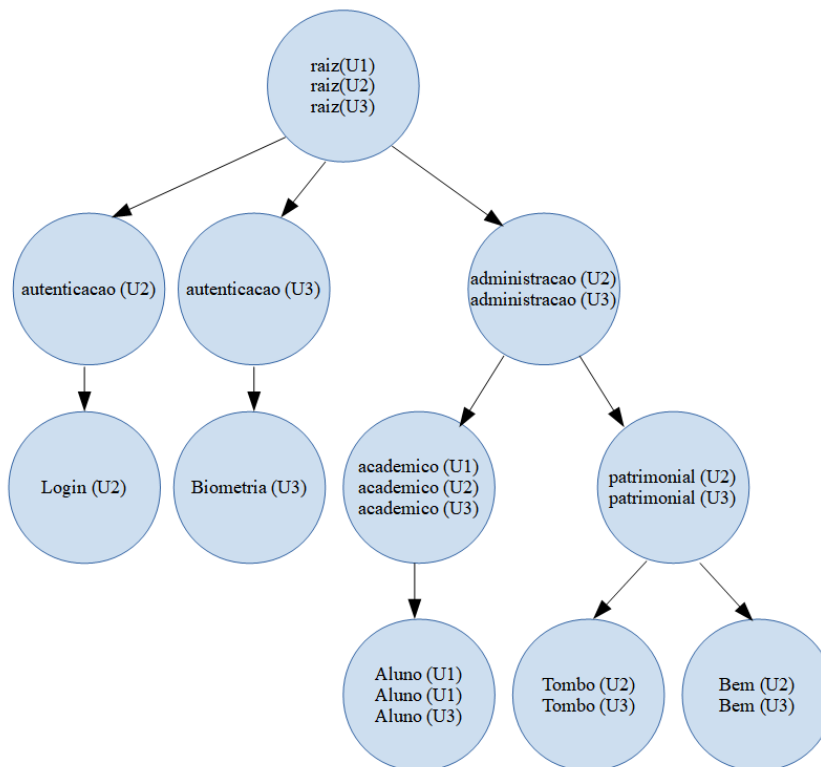 raiz(U1)
raiz(U2)
raiz(U3)
autenticacao (U2)
autenticacao (U3)
administracao (U2)
administracao (U3)
Login (U2)
Biometria (U3)
academico (U1)
academico (U2)
academico (U3)
patrimonial (U2)
patrimonial (U3)
Aluno (U1)
Aluno (U1)
Aluno (U3)
Tombo (U2)
Tombo (U3)
Bem (U2)
Bem (U3)